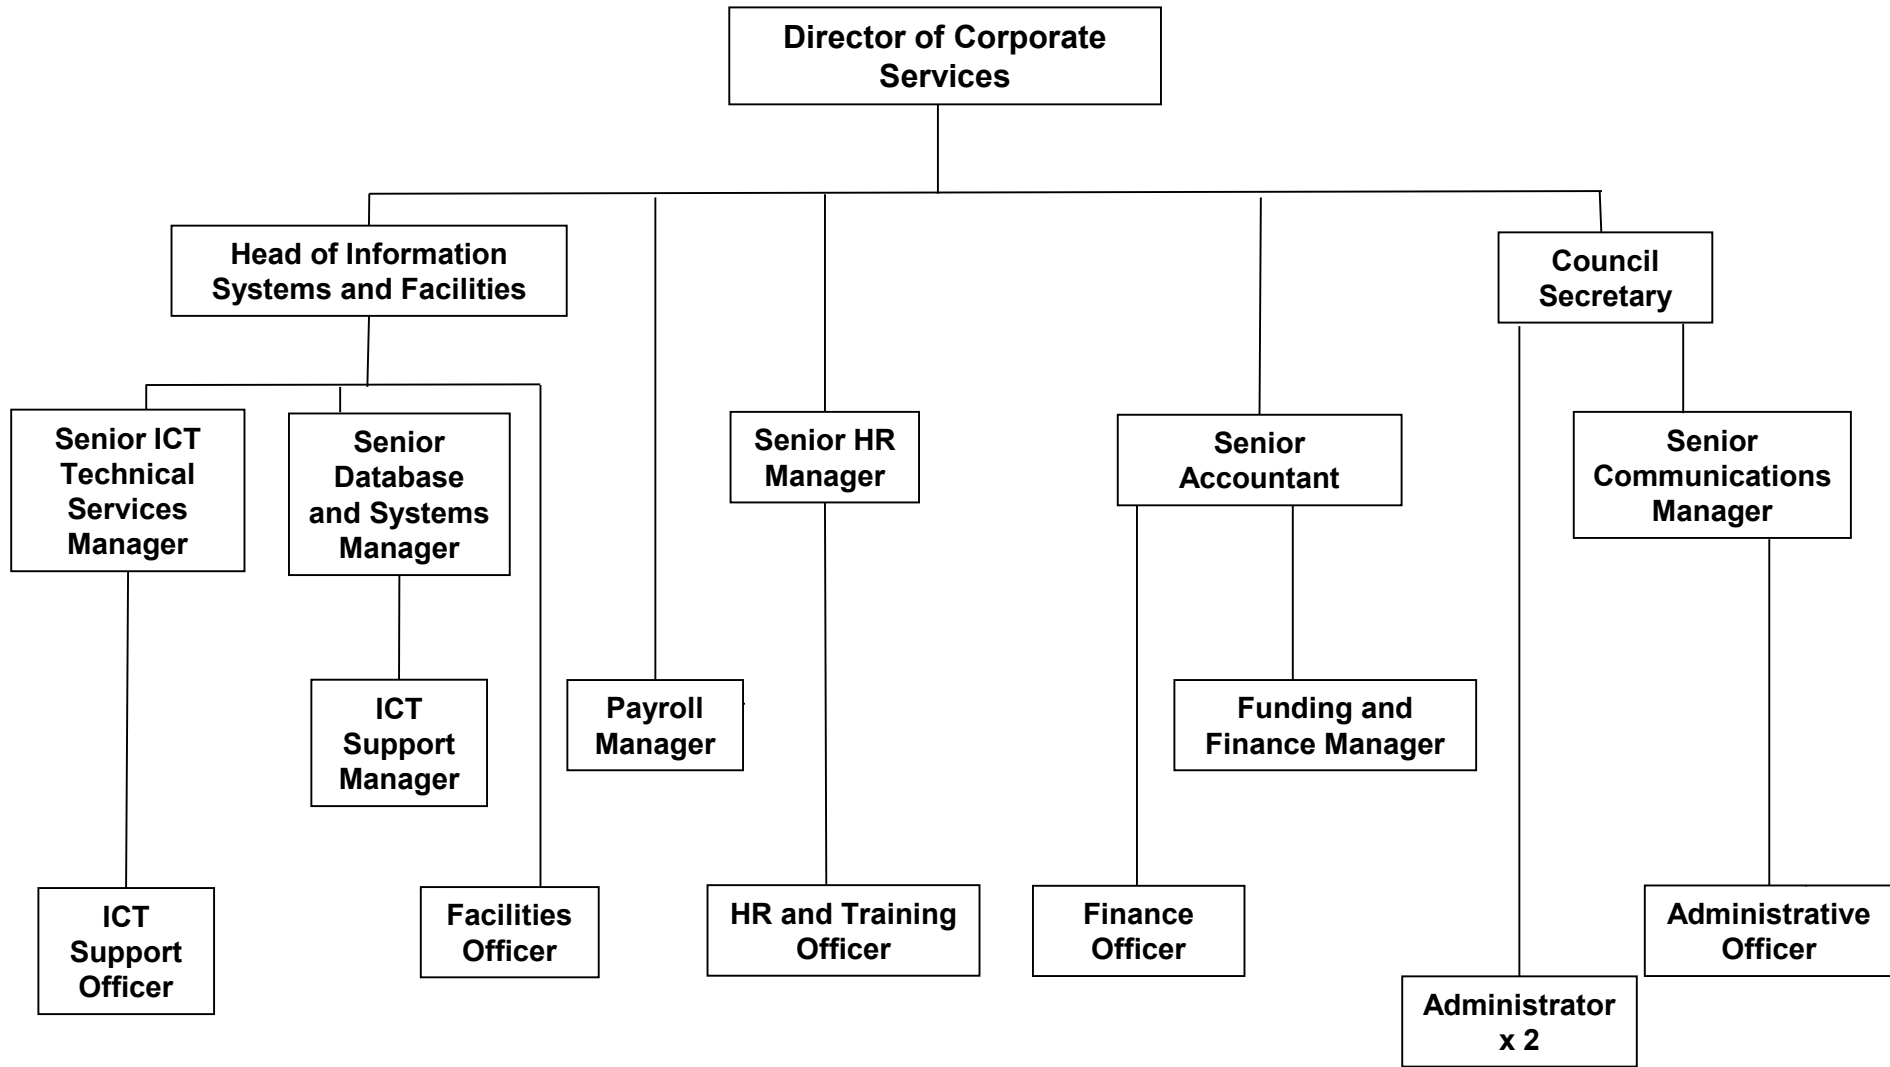 Director of Corporate
Services
Head of Information
Systems and Facilities
Council
Secretary
Senior ICT
Technical
Services
Manager
Senior
Database
and Systems
Manager
Senior HR
Manager
Senior
Accountant
Senior
Communications
Manager
ICT
Support
Manager
Payroll
Manager
Funding and
Finance Manager
ICT
Support
Officer
Facilities
Officer
HR and Training
Officer
Finance
Officer
Administrative
Officer
Administrator
x 2